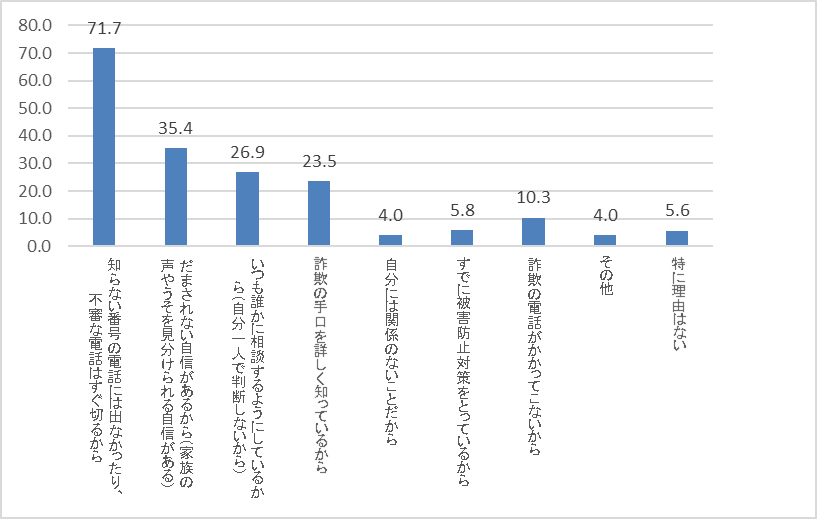 80.0
70.0
60.0
50.0
40.0
30.0
20.0
10.0
0.0
71.7
35.4
26.9
23.5
4.0
5.8
10.3
4.0
5.6
知らない番号の電話には出なかったり、
不審な電話はすぐ切るから
だまされない自信があるから(家族の
声やうそを見分けられる自信がある)
いつも誰かに相談するようにしているか
ら(自分一人で判断しないから)
詐欺の手口を詳しく知っているから
自分には関係のないことだから
すでに被害防止対策をとっているから
詐欺の電話がかかってこないから
その他
特に理由はない